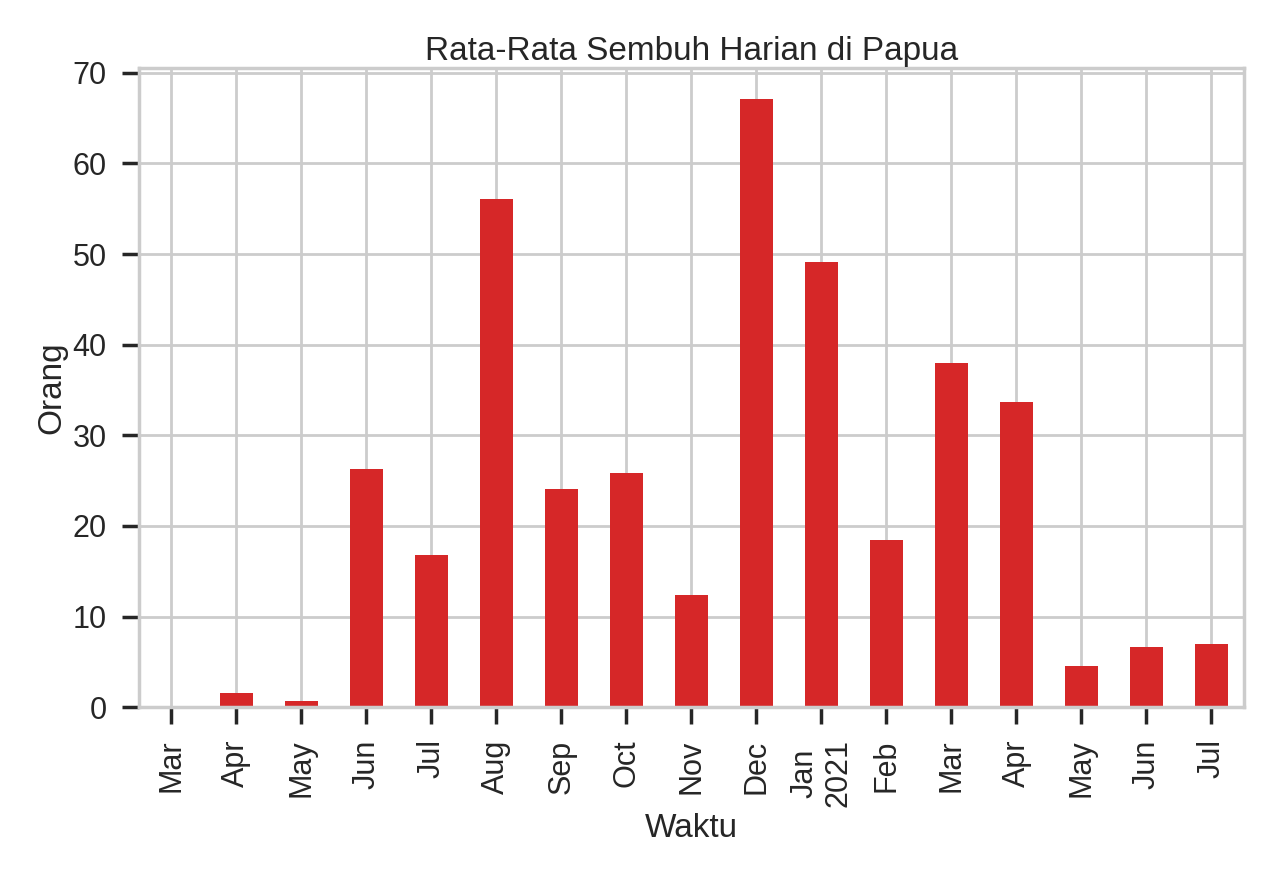 Rata-Rata Sembuh Harian di Papua
70
60
50
40
30
20
10
0
Orang
Mar
Apr
May
Jun
Jul
Aug
Sep
Oct
Nov
Dec
Jan
2021
Feb
Mar
Apr
May
Jun
Jul
Waktu